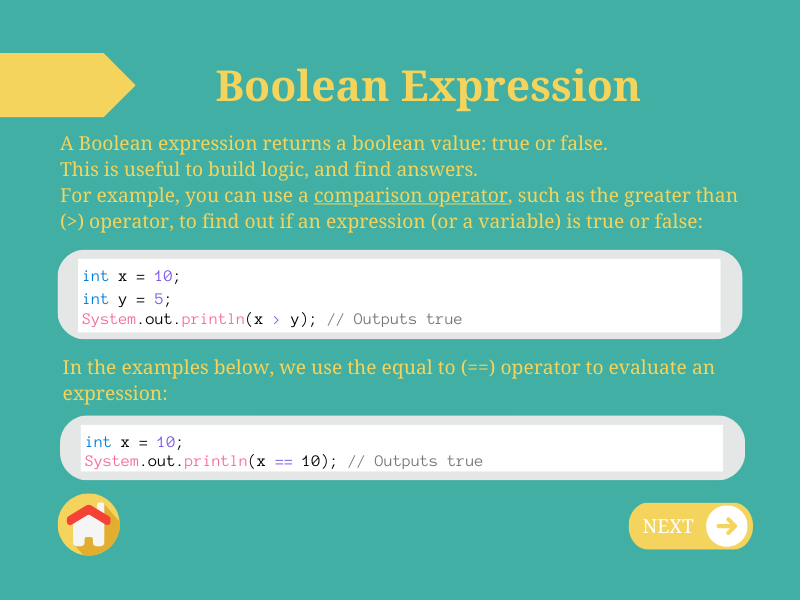 Boolean Expression
A Boolean expression returns a boolean value: true or false.
This is useful to build logic, and find answers.
For example, you can use a comparison operator, such as the greater than
(>) operator, to find out if an expression (or a variable) is true or false:
int x = 10;
int y = 5;
System.out.println(x > y); // Outputs true
In the examples below, we use the equal to (==) operator to evaluate an
expression:
int x = 10;
System.out.println(x == 10); // Outputs true
NEXT